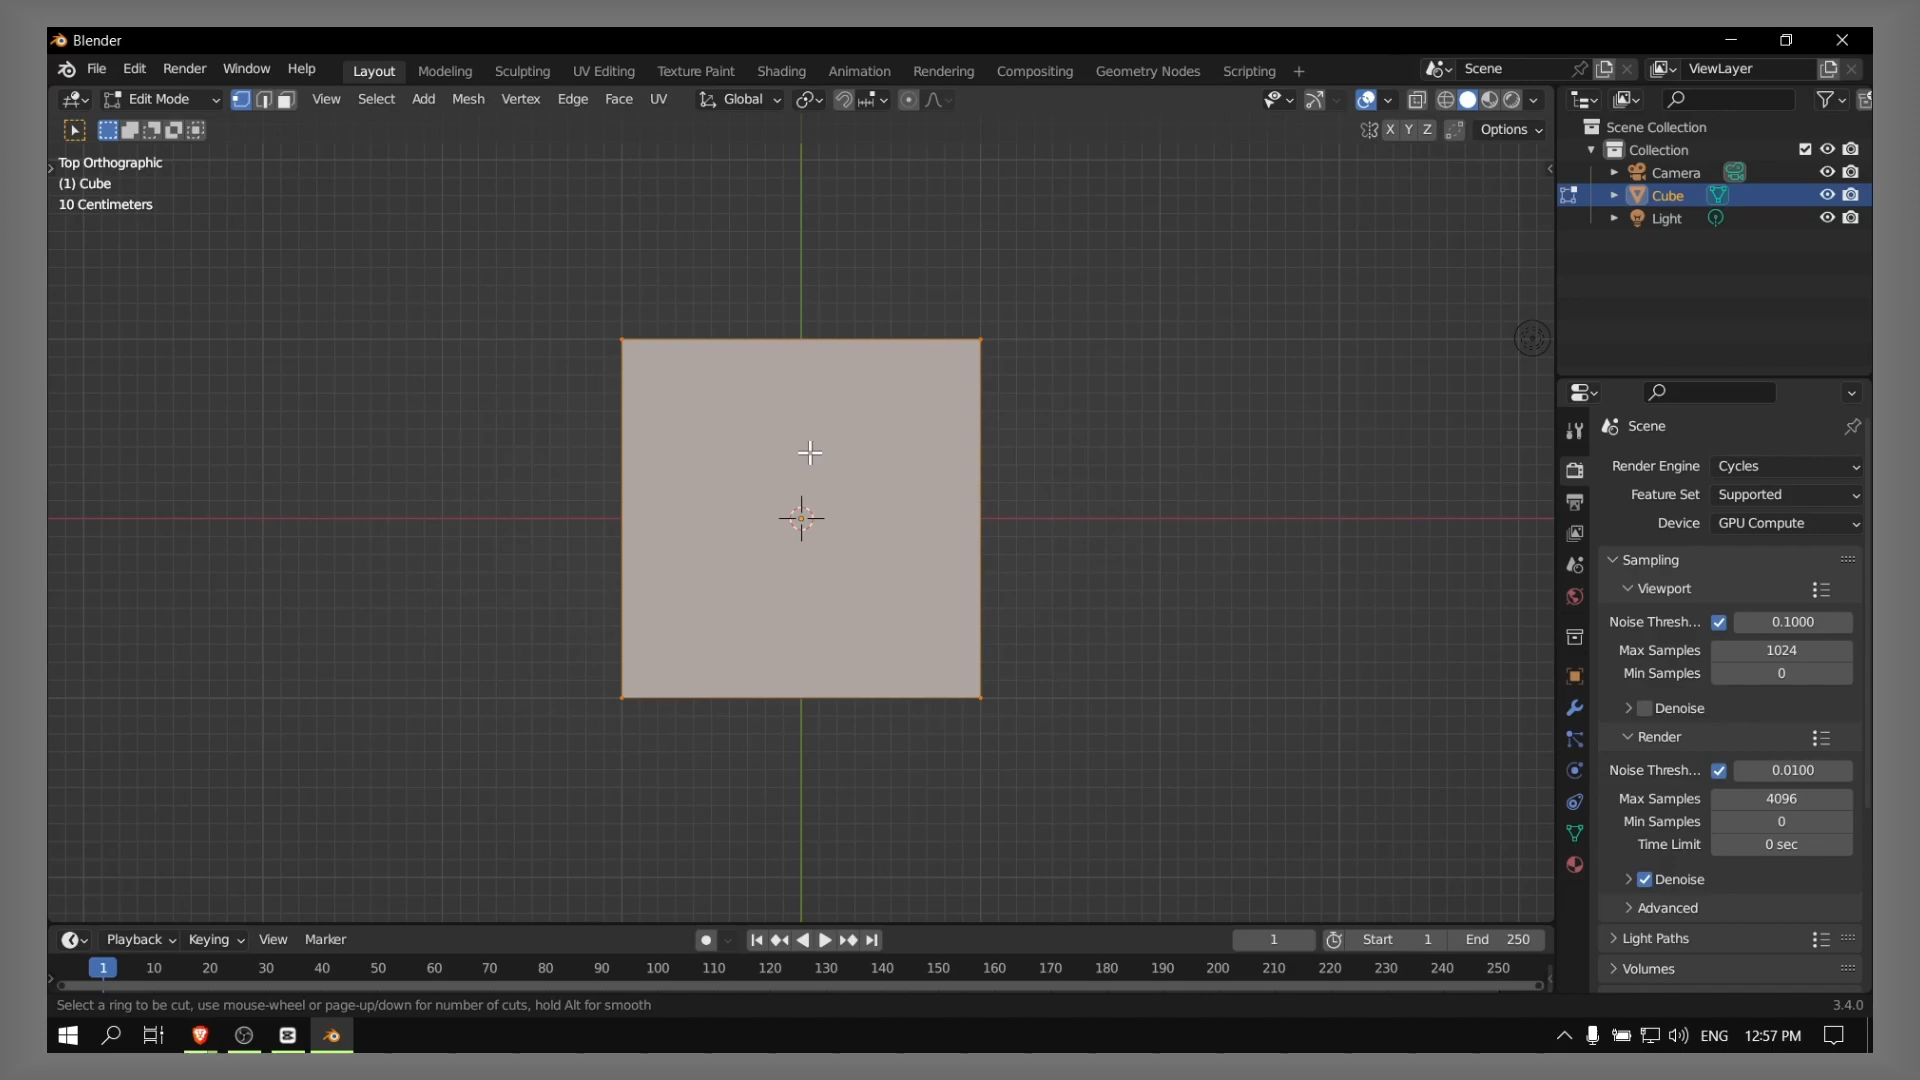 Blender
File Edit Render Window Help Layout Modeling Sculpting UV Editing Texture Paint Shading Animation Rendering Compositing Geometry Nodes Scripting + Scene ViewLayer
Edit Mode View Select Add Mesh Vertex Edge Face UV Global
X Y Z Options
Top Orthographic
(1) Cube
10 Centimeters
Scene Collection
Collection
Camera
Cube
Light
Scene
Render Engine Cycles
Feature Set Supported
Device GPU Compute
Sampling
Viewport
Noise Thresh... 0.1000
Max Samples 1024
Min Samples 0
Denoise
Render
Noise Thresh... 0.0100
Max Samples 4096
Min Samples 0
Time Limit 0 sec
Denoise
Advanced
Light Paths
Volumes
Playback Keying View Marker 1 Start 1 End 250
1 10 20 30 40 50 60 70 80 90 100 110 120 130 140 150 160 170 180 190 200 210 220 230 240 250
Select a ring to be cut, use mouse-wheel or page-up/down for number of cuts, hold Alt for smooth 3.4.0
ENG 12:57 PM